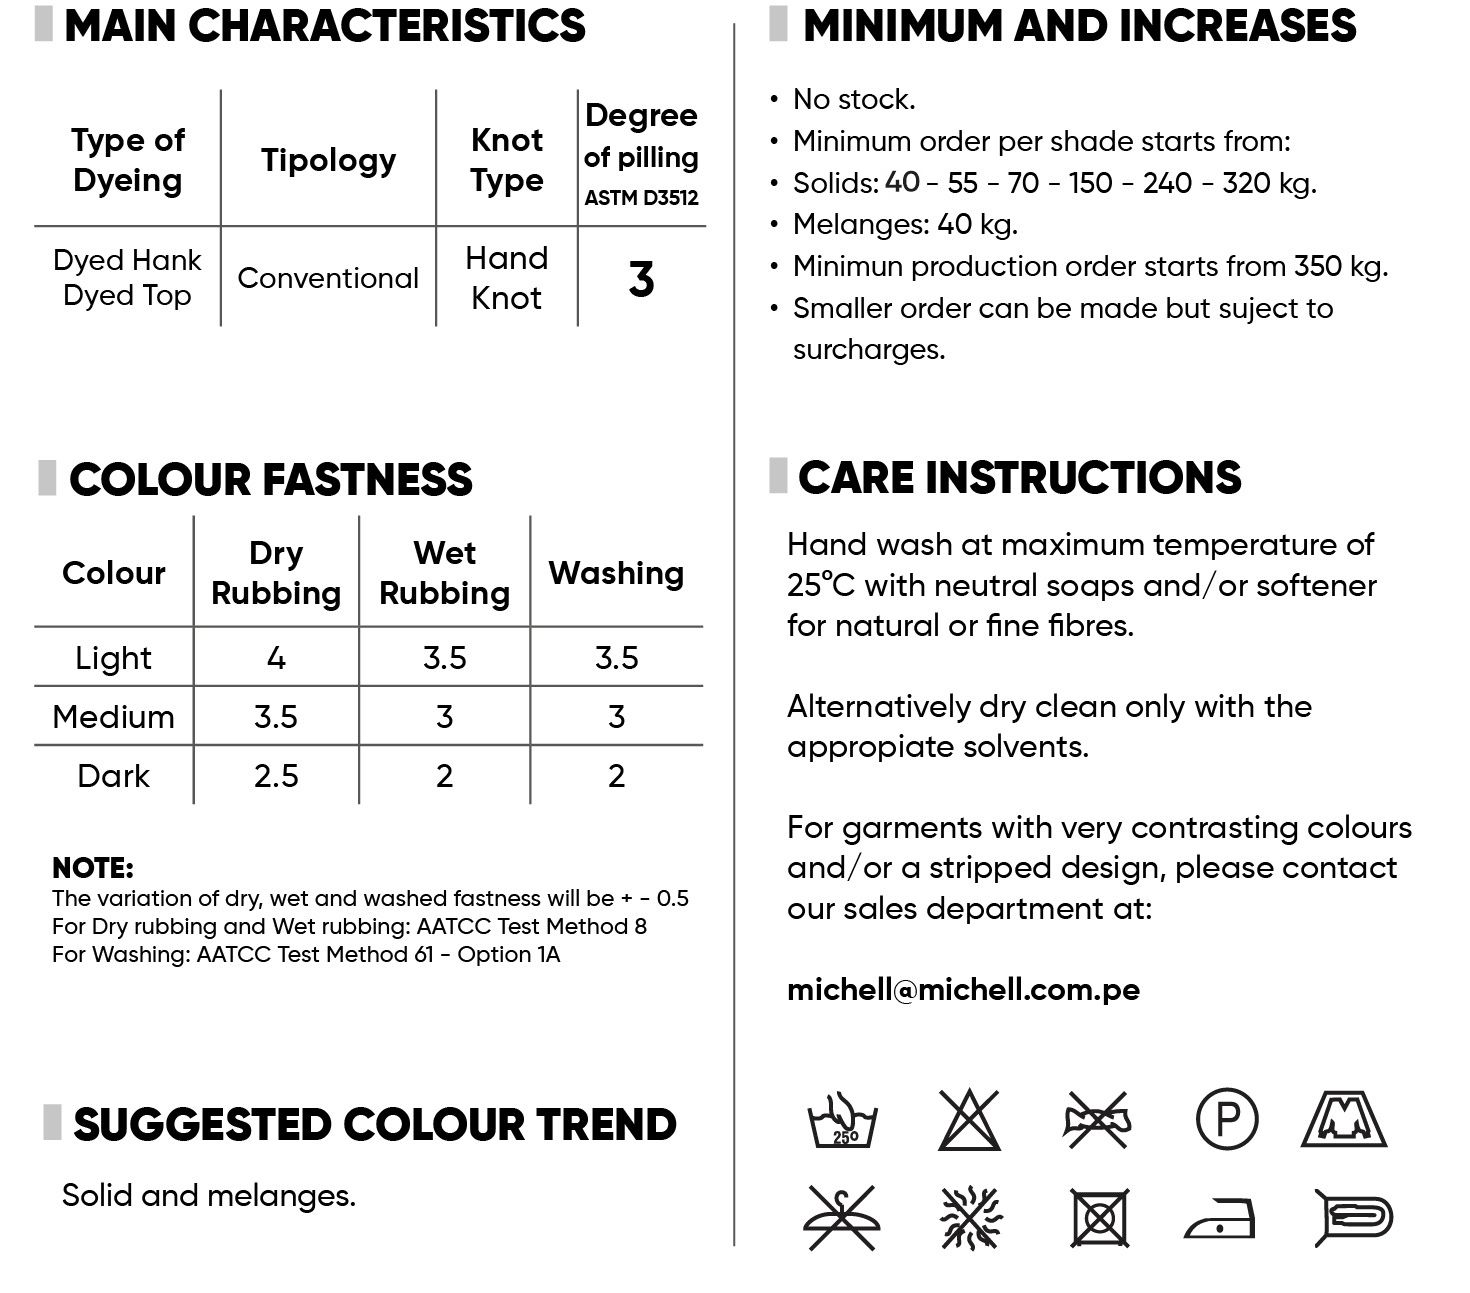 MAIN CHARACTERISTICS
Type of
Dyeing
Tipology
Knot
Type
Degree
of pilling
ASTM D3512
Dyed Hank
Dyed Top
Conventional
Hand
Knot
3
COLOUR FASTNESS
Colour
Dry
Rubbing
Wet
Rubbing
Washing
Light 4 3.5 3.5
Medium 3.5 3 3
Dark 2.5 2 2
NOTE:
The variation of dry, wet and washed fastness will be + - 0.5
For Dry rubbing and Wet rubbing: AATCC Test Method 8
For Washing: AATCC Test Method 61 - Option 1A
SUGGESTED COLOUR TREND
Solid and melanges.
MINIMUM AND INCREASES
• No stock.
• Minimum order per shade starts from:
• Solids: 40 - 55 - 70 - 150 - 240 - 320 kg.
• Melanges: 40 kg.
• Minimun production order starts from 350 kg.
• Smaller order can be made but suject to
surcharges.
CARE INSTRUCTIONS
Hand wash at maximum temperature of
25°C with neutral soaps and/or softener
for natural or fine fibres.
Alternatively dry clean only with the
appropiate solvents.
For garments with very contrasting colours
and/or a stripped design, please contact
our sales department at:
michell@michell.com.pe
25º
P